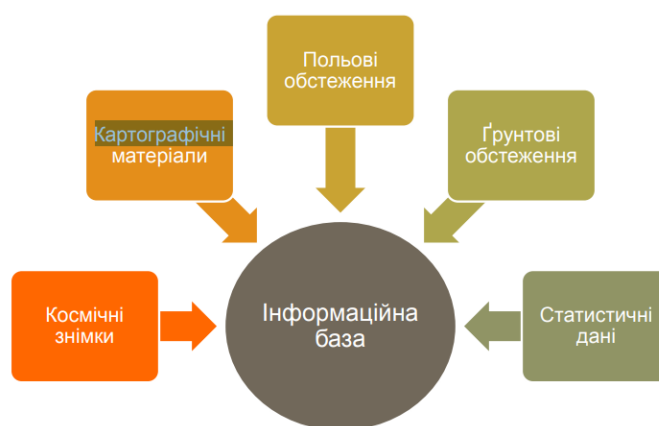 Польові
обстеження
Картографічні
матеріали
Ґрунтові
обстеження
Космічні
знімки
Інформаційна
база
Статистичні
дані